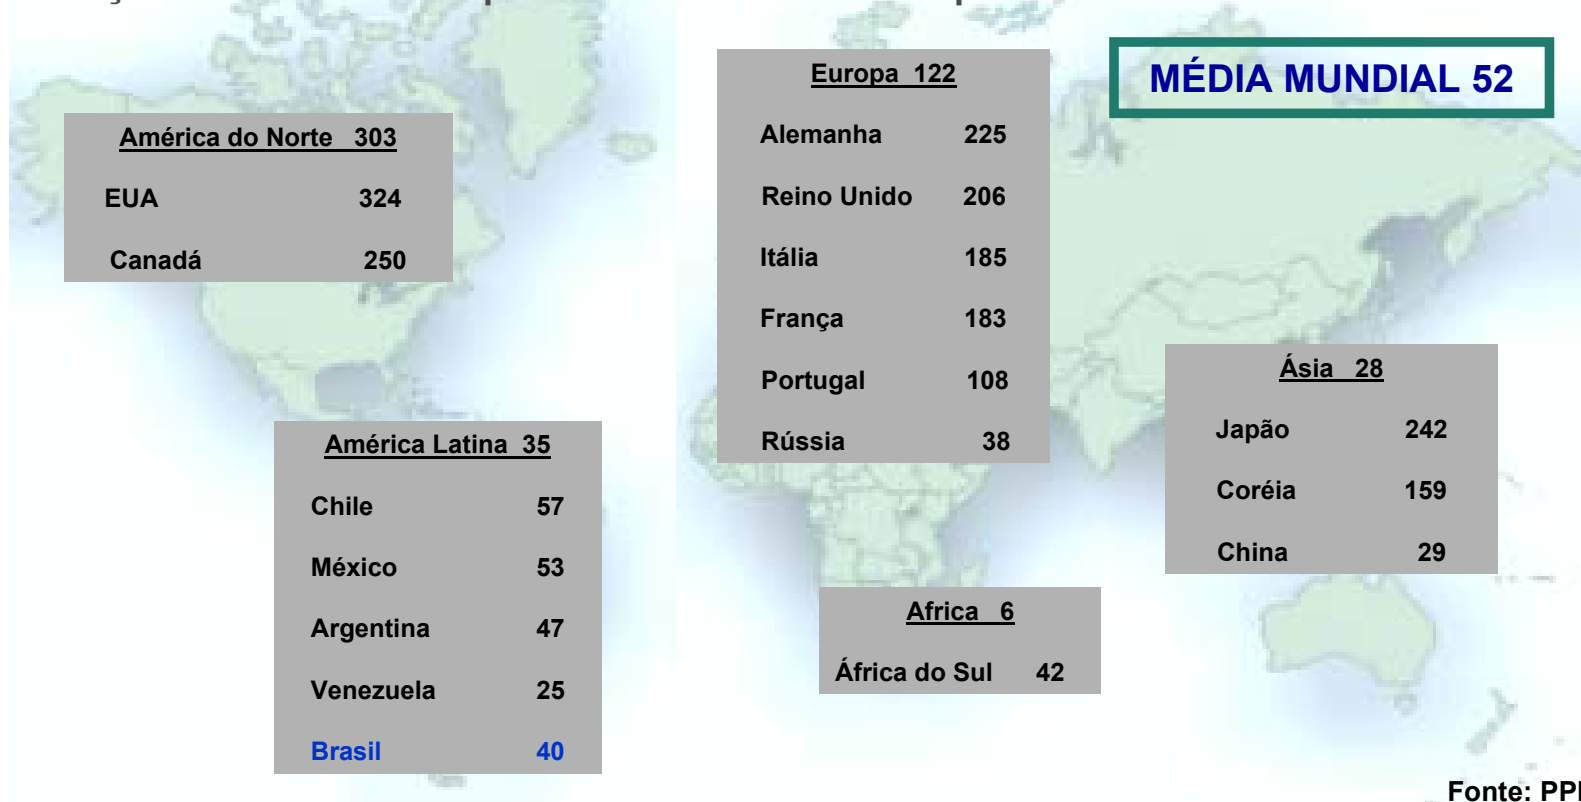 MÉDIA MUNDIAL 52
América do Norte 303
EUA 324
Canadá 250
Europa 122
Alemanha 225
Reino Unido 206
Itália 185
França 183
Portugal 108
Rússia 38
Ásia 28
Japão 242
Coréia 159
China 29
América Latina 35
Chile 57
México 53
Argentina 47
Venezuela 25
Brasil 40
Africa 6
África do Sul 42
Fonte: